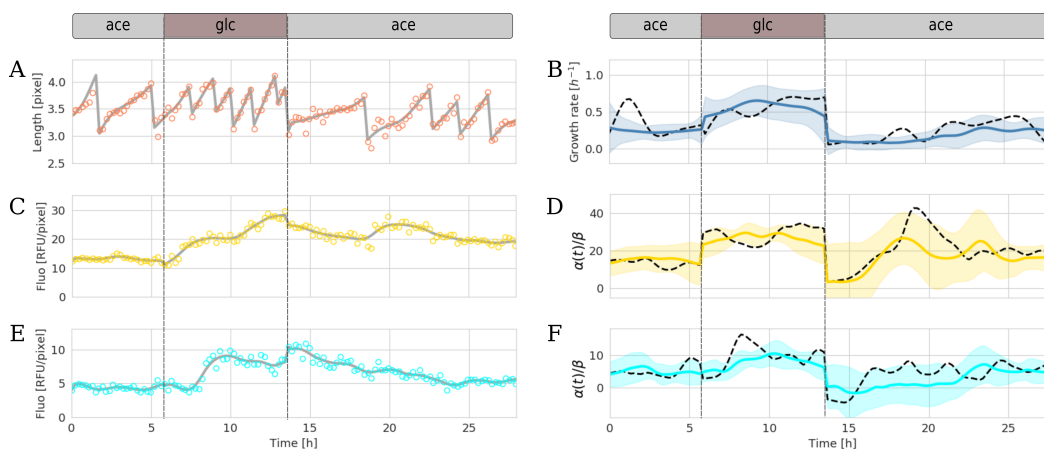 ace glc ace
ace glc ace
A
Length [pixel]
4.0
3.5
3.0
2.5
B
Growth rate [h⁻¹]
1.0
0.5
0.0
C
Fluo [RFU/pixel]
30
20
10
0
D
α(t)/β
40
20
0
E
Fluo [RFU/pixel]
10
5
0
0 5 10 15 20 25
Time [h]
F
α(t)/β
10
0
0 5 10 15 20 25
Time [h]